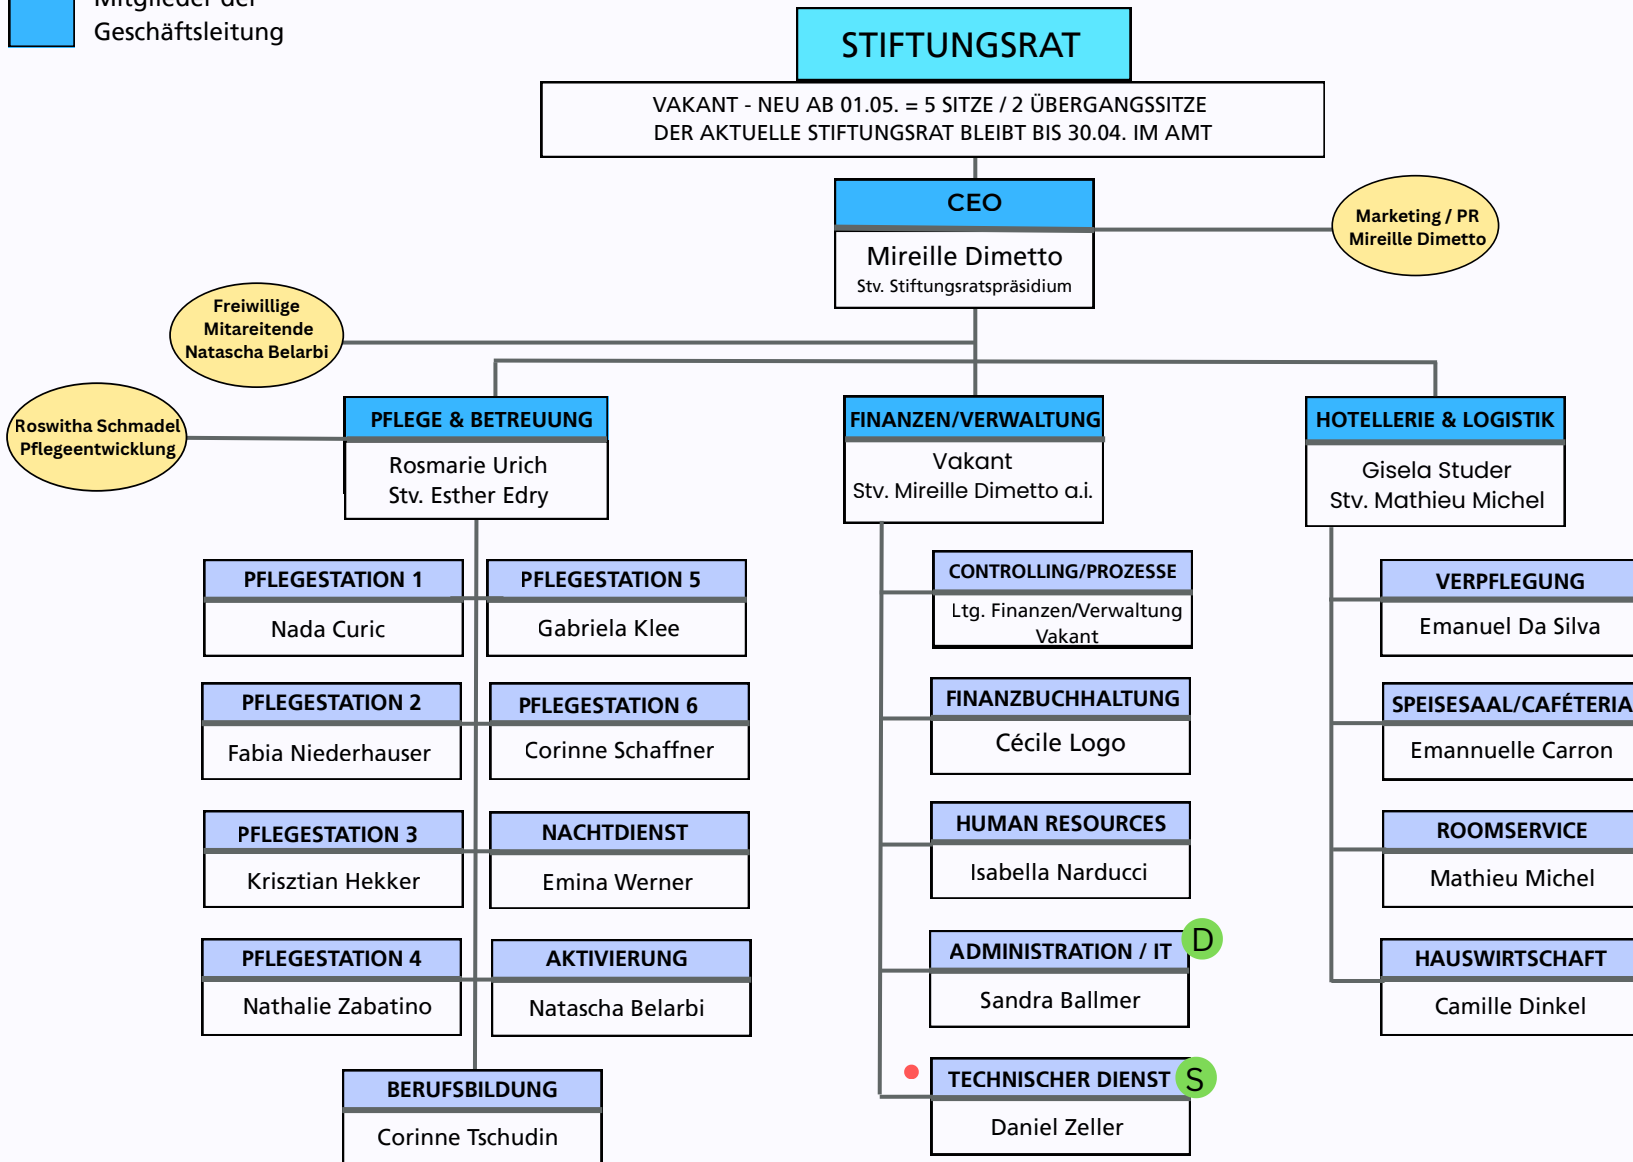 Mitglieder der
Geschäftsleitung
STIFTUNGSRAT
VAKANT - NEU AB 01.05. = 5 SITZE / 2 ÜBERGANGSSITZE
DER AKTUELLE STIFTUNGSRAT BLEIBT BIS 30.04. IM AMT
CEO
Mireille Dimetto
Stv. Stiftungsratspräsidium
Marketing / PR
Mireille Dimetto
Freiwillige
Mitareitende
Natascha Belarbi
Roswitha Schmadel
Pflegeentwicklung
PFLEGE & BETREUUNG
Rosmarie Urich
Stv. Esther Edry
FINANZEN/VERWALTUNG
Vakant
Stv. Mireille Dimetto a.i.
HOTELLERIE & LOGISTIK
Gisela Studer
Stv. Mathieu Michel
PFLEGESTATION 1
Nada Curic
PFLEGESTATION 5
Gabriela Klee
PFLEGESTATION 2
Fabia Niederhauser
PFLEGESTATION 6
Corinne Schaffner
PFLEGESTATION 3
Krisztian Hekker
NACHTDIENST
Emina Werner
PFLEGESTATION 4
Nathalie Zabatino
AKTIVIERUNG
Natascha Belarbi
BERUFSBILDUNG
Corinne Tschudin
CONTROLLING/PROZESSE
Ltg. Finanzen/Verwaltung
Vakant
FINANZBUCHHALTUNG
Cécile Logo
HUMAN RESOURCES
Isabella Narducci
ADMINISTRATION / IT
D
Sandra Ballmer
TECHNISCHER DIENST
S
Daniel Zeller
VERPFLEGUNG
Emanuel Da Silva
SPEISESAAL/CAFÉTERIA
Emannuelle Carron
ROOMSERVICE
Mathieu Michel
HAUSWIRTSCHAFT
Camille Dinkel